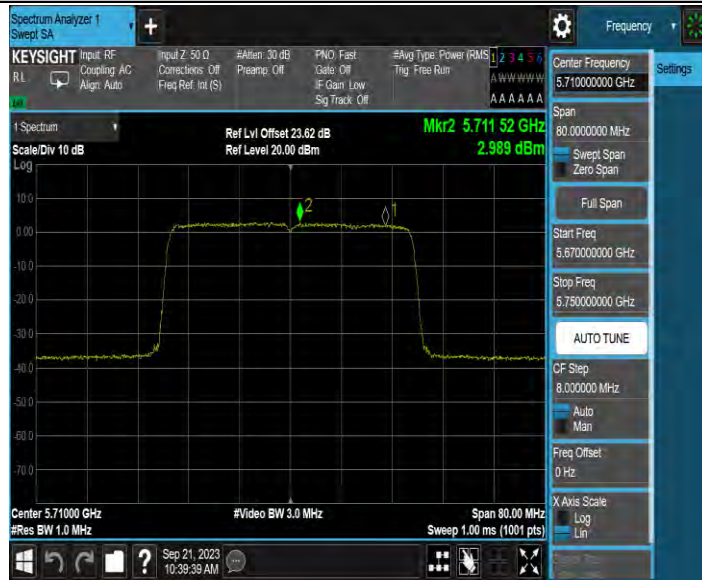 Spectrum Analyzer 1
Swept SA
+
Frequency
KEYSIGHT
RL
Input: RF
Coupling: AC
Align: Auto
Input Z: 50 Ω
Corrections: Off
Freq Ref: Int (S)
#Atten: 30 dB
Preamp: Off
PNO: Fast
Gate: Off
IF Gain: Low
Sig Track: Off
#Avg Type: Power (RMS
Trig: Free Run
1 2 3 4 5 6
A W W W W W
A A A A A A
1 Spectrum
Scale/Div 10 dB
Ref Lvl Offset 23.62 dB
Ref Level 20.00 dBm
Mkr2 5.711 52 GHz
2.989 dBm
Log
10.0
0.00
-10.0
-20.0
-30.0
-40.0
-50.0
-60.0
-70.0
2
1
Center 5.71000 GHz
#Res BW 1.0 MHz
#Video BW 3.0 MHz
Span 80.00 MHz
Sweep 1.00 ms (1001 pts)
Center Frequency
5.710000000 GHz
Settings
Span
80.0000000 MHz
Swept Span
Zero Span
Full Span
Start Freq
5.670000000 GHz
Stop Freq
5.750000000 GHz
AUTO TUNE
CF Step
8.000000 MHz
Auto
Man
Freq Offset
0 Hz
X Axis Scale
Log
Lin
?
Sep 21, 2023
10:39:39 AM